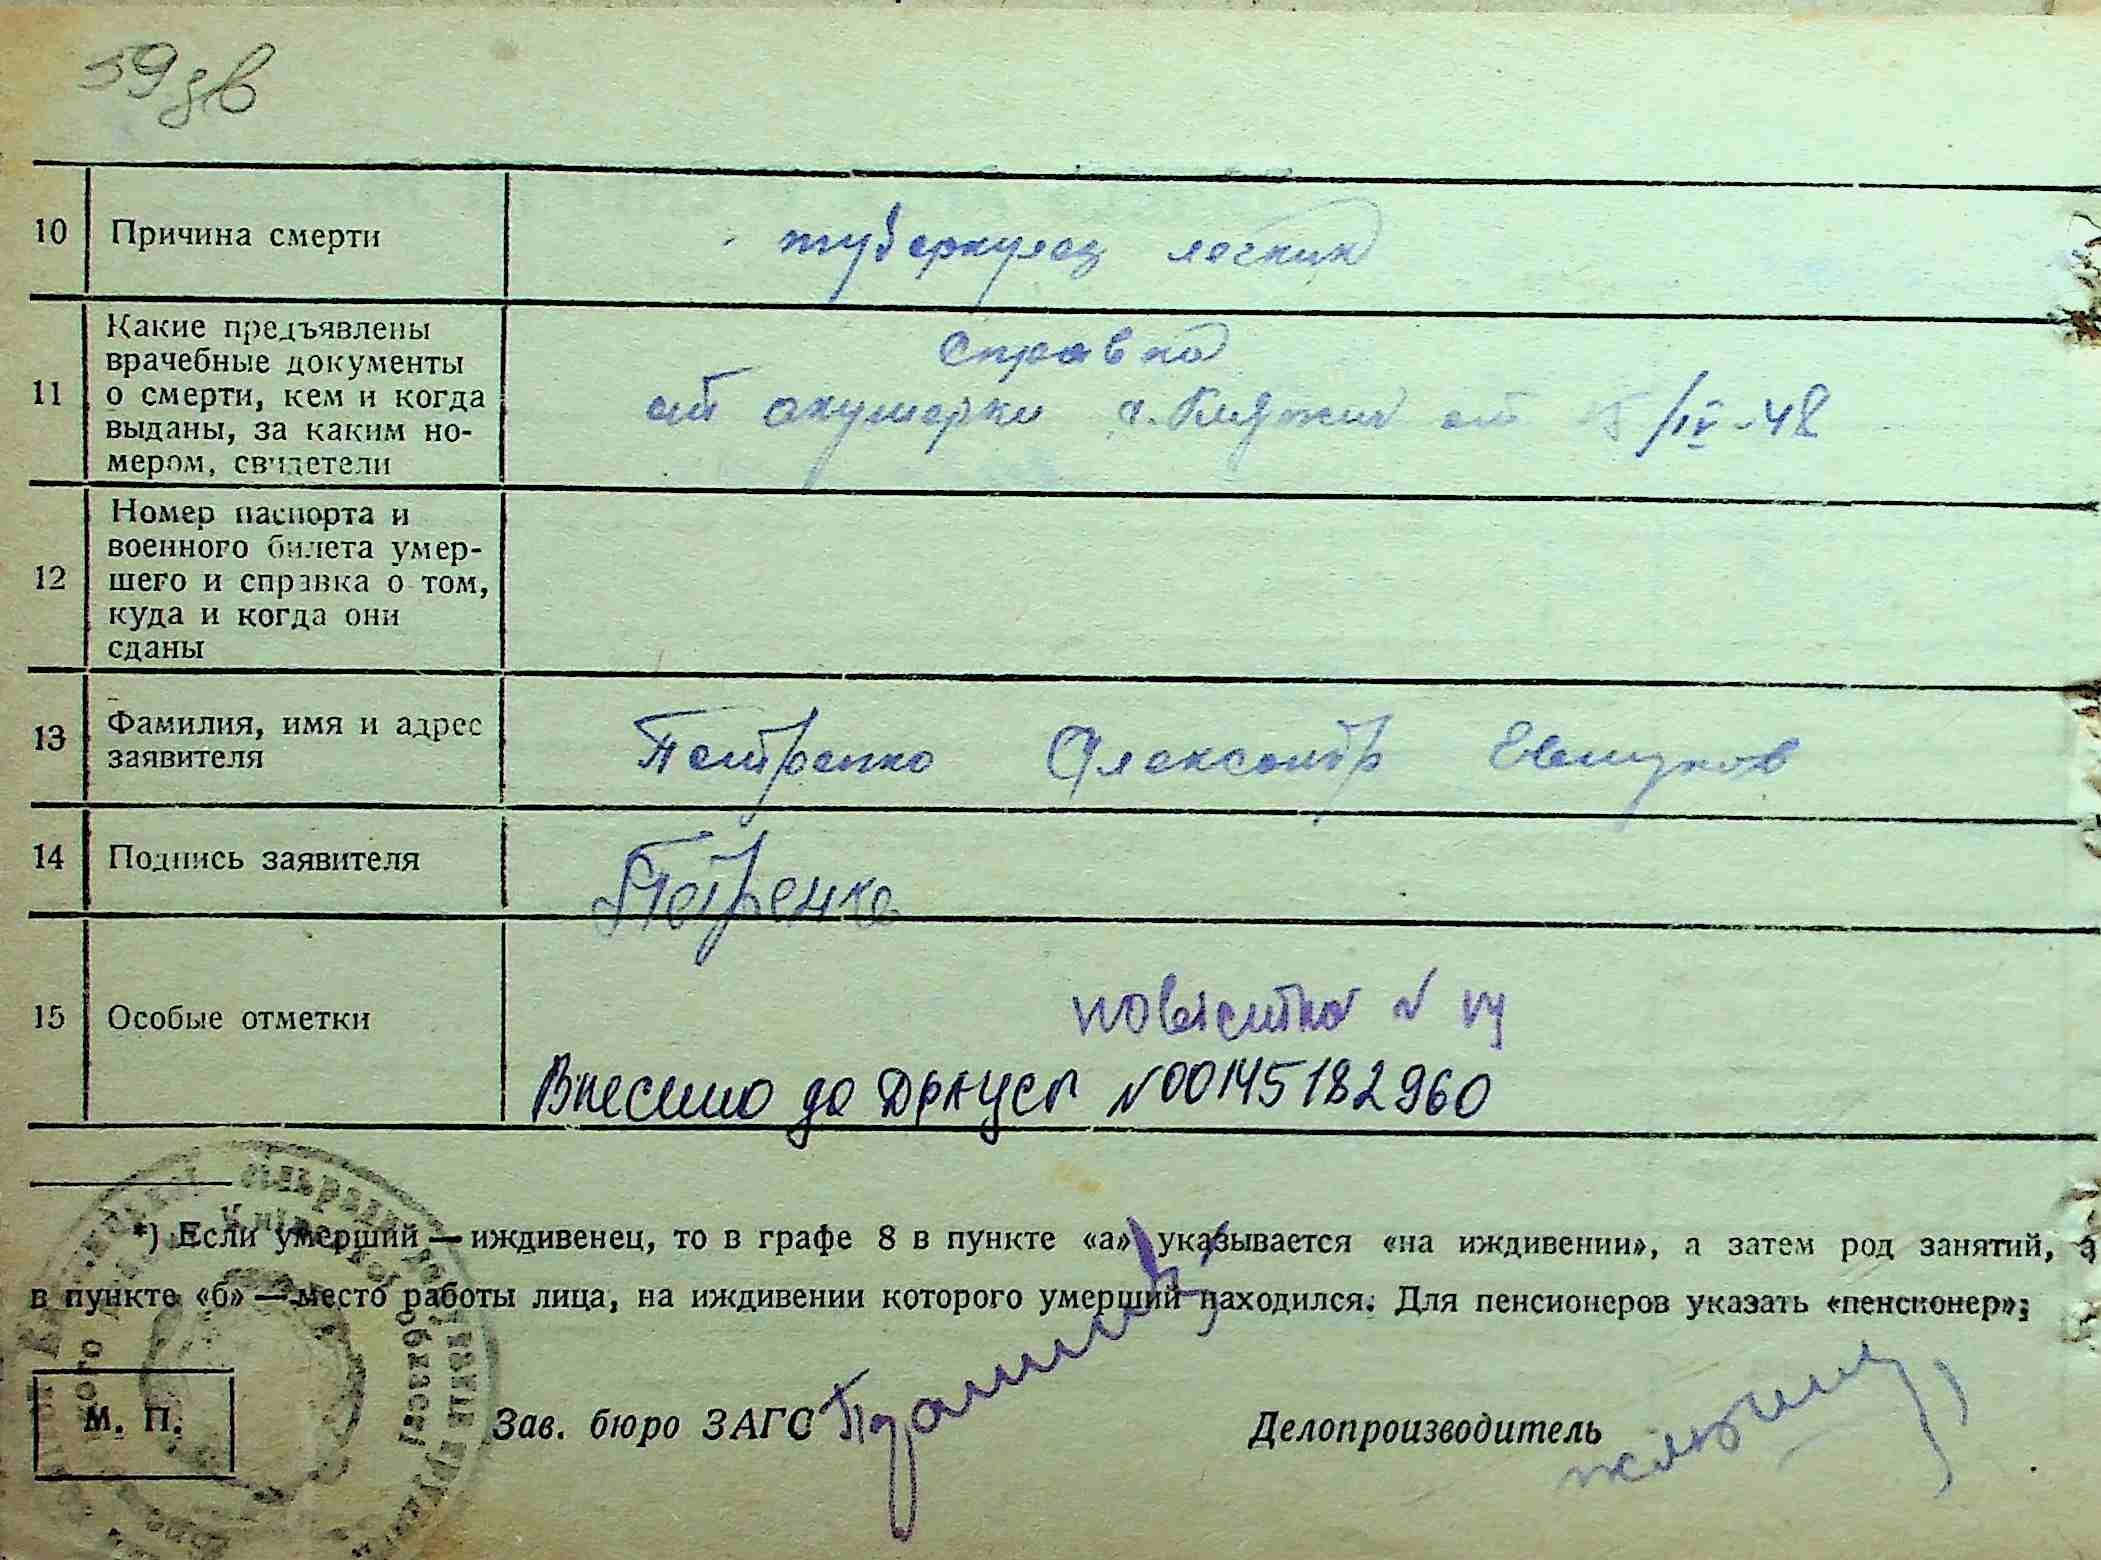 59зв
10 Причина смерти туберкулез легких
11 Какие предъявлены врачебные документы о смерти, кем и когда выданы, за каким но-мером, свидетели
справка
от акушерки от /IV-48
12 Номер паспорта и военного билета умер-шего и справка о том, куда и когда они сданы
13 Фамилия, имя и адрес заявителя Петренко Александр
14 Подпись заявителя Петренко
15 Особые отметки
повестка N
Внесено до ДРАЦСГ N00145182960
*) Если умерший — иждивенец, то в графе 8 в пункте «а» указывается «на иждивении», а затем род занятий, а
в пункте «б» — место работы лица, на иждивении которого умерший находился. Для пенсионеров указать «пенсионер»;
М. П. Зав. бюро ЗАГС Делопроизводитель